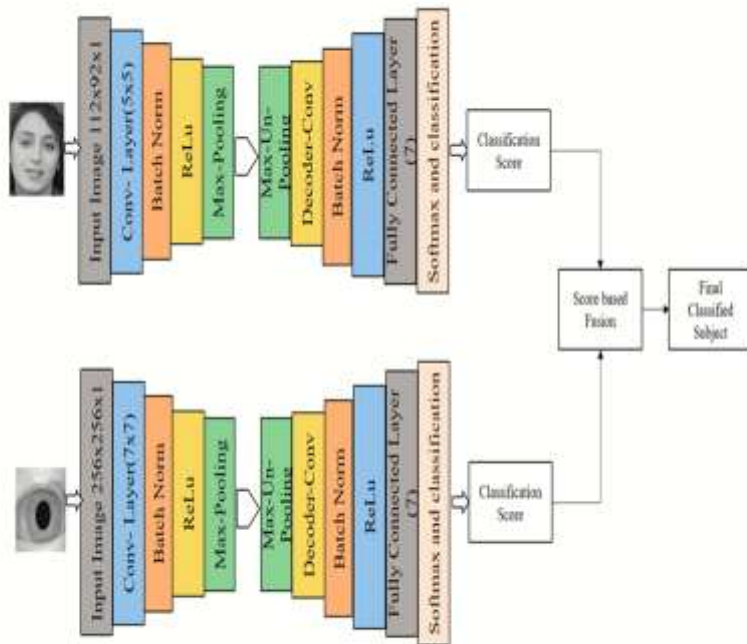 Input Image 112x92x1
Conv- Layer(5x5)
Batch Norm
ReLu
Max-Pooling
Max-Un-
Pooling
Decoder-Conv
Batch Norm
ReLU
Fully Connected Layer
(7)
Softmax and classification
Classification
Score
Input Image 256x256x1
Conv- Layer(7x7)
Batch Norm
ReLu
Max-Pooling
Max-Un-
Pooling
Decoder-Conv
Batch Norm
ReLU
Fully Connected Layer
(7)
Softmax and classification
Classification
Score
Score based
Fusion
Final
Classified
Subject